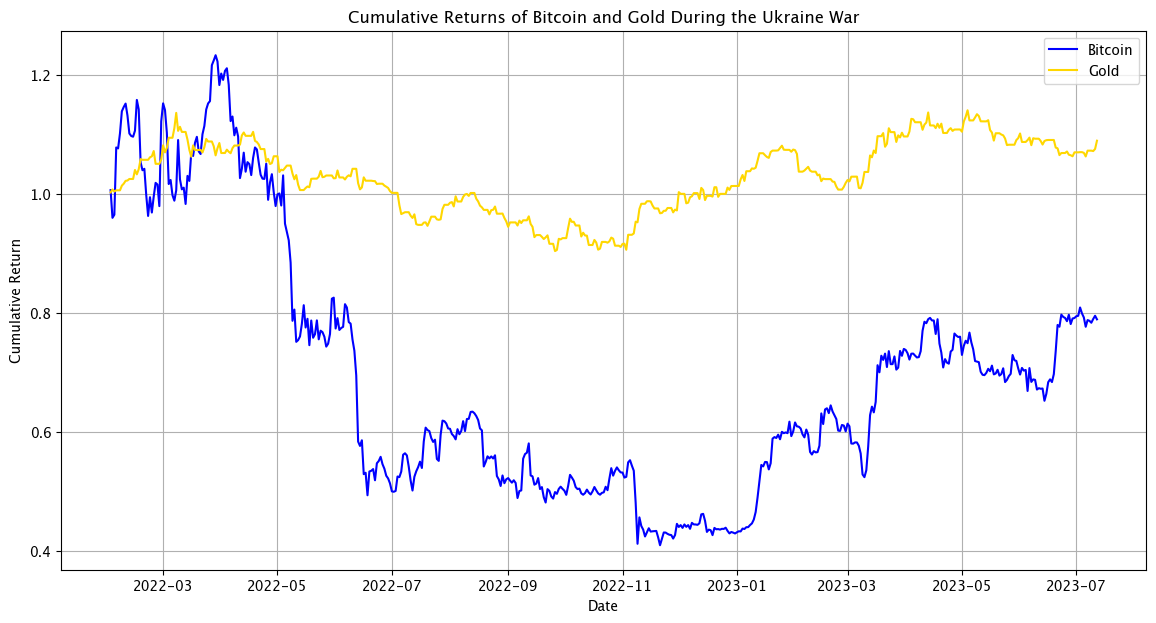 Cumulative Returns of Bitcoin and Gold During the Ukraine War
Bitcoin
Gold
Cumulative Return
1.2
1.0
0.8
0.6
0.4
2022−03
2022−05
2022−07
2022−09
2022−11
2023−01
2023−03
2023−05
2023−07
Date